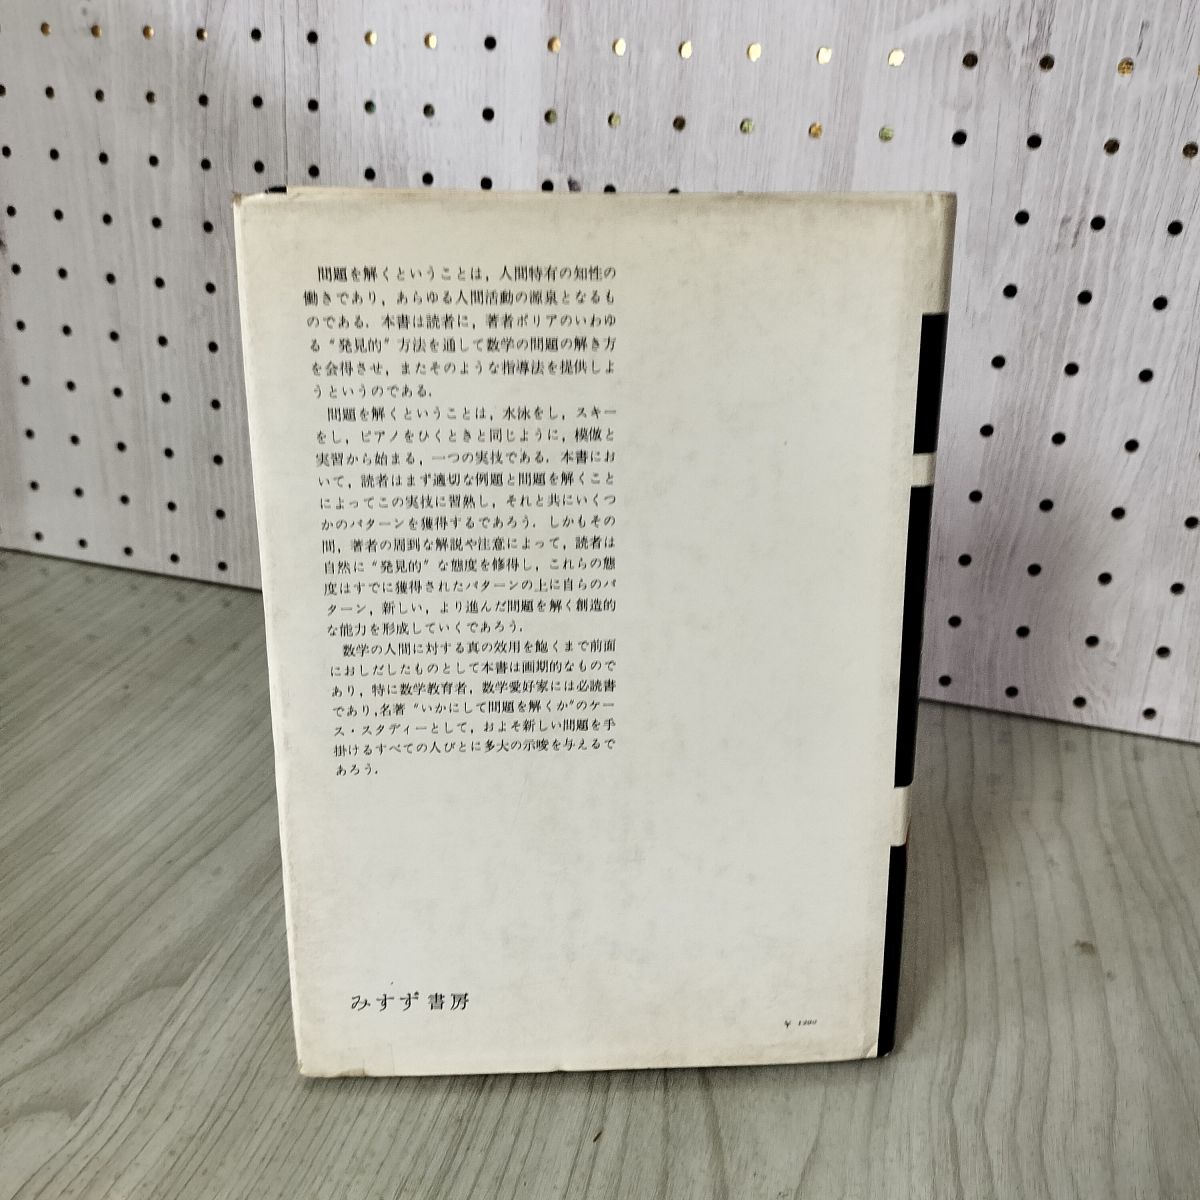 問題を解くということは，人間特有の知性の
働きであり，あらゆる人間活動の源泉となるも
のである．本書は読者に，著者ポリアのいわゆ
る“発見的”方法を通して数学の問題の解き方
を会得させ，またそのような指導法を提供しよ
うというのである．
問題を解くということは，水泳をし，スキー
をし，ピアノをひくときと同じように，模倣と
実習から始まる，一つの実技である．本書にお
いて，読者はまず適切な例題と問題を解くこと
によってこの実技に習熟し，それと共にいくつ
かのパターンを獲得するであろう．しかもその
間，著者の周到な解説や注意によって，読者は
自然に“発見的”な態度を修得し，これらの態
度はすでに獲得されたパターンの上に自らのパ
ターン，新しい，より進んだ問題を解く創造的
な能力を形成していくであろう．
数学の人間に対する真の効用を飽くまで前面
におしだしたものとして本書は画期的なもので
あり，特に数学教育者，数学愛好家には必読書
であり，名著“いかにして問題を解くか”のケー
ス・スタディーとして，およそ新しい問題を手
掛けるすべての人びとに多大の示唆を与えるで
あろう．
みすず書房